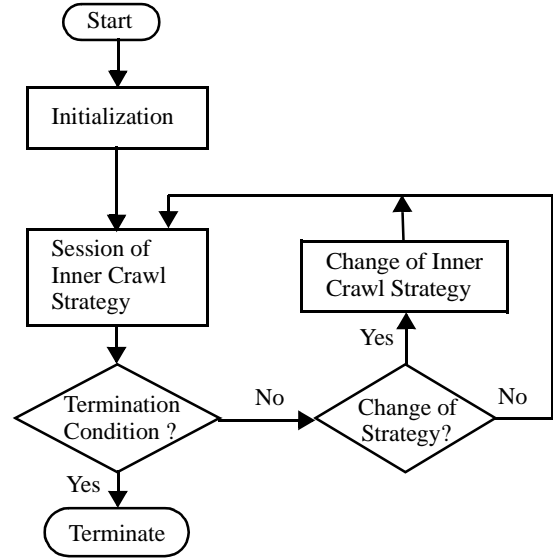 Start
Initialization
Session of
Inner Crawl
Strategy
Change of Inner
Crawl Strategy
Yes
Termination
Condition ?
No
Change of
Strategy?
No
Yes
Terminate